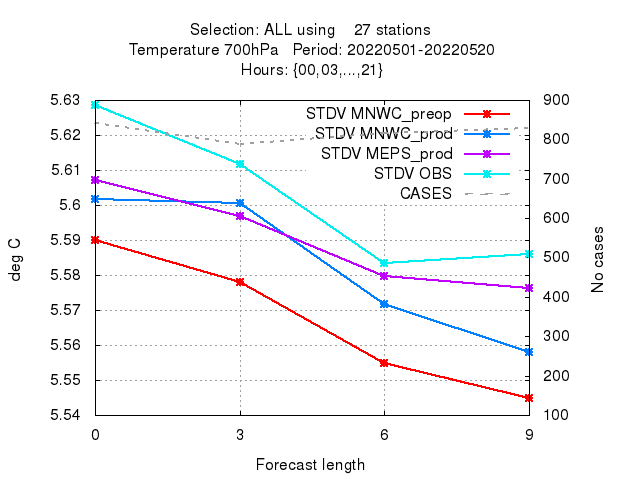 Selection: ALL using    27 stations
Temperature 700hPa   Period: 20220501-20220520
Hours: {00,03,...,21}
STDV MNWC_preop
STDV MNWC_prod
STDV MEPS_prod
STDV OBS
CASES
deg C
5.63
5.62
5.61
5.6
5.59
5.58
5.57
5.56
5.55
5.54
900
800
700
600
500
400
300
200
100
No cases
0 3 6 9
Forecast length